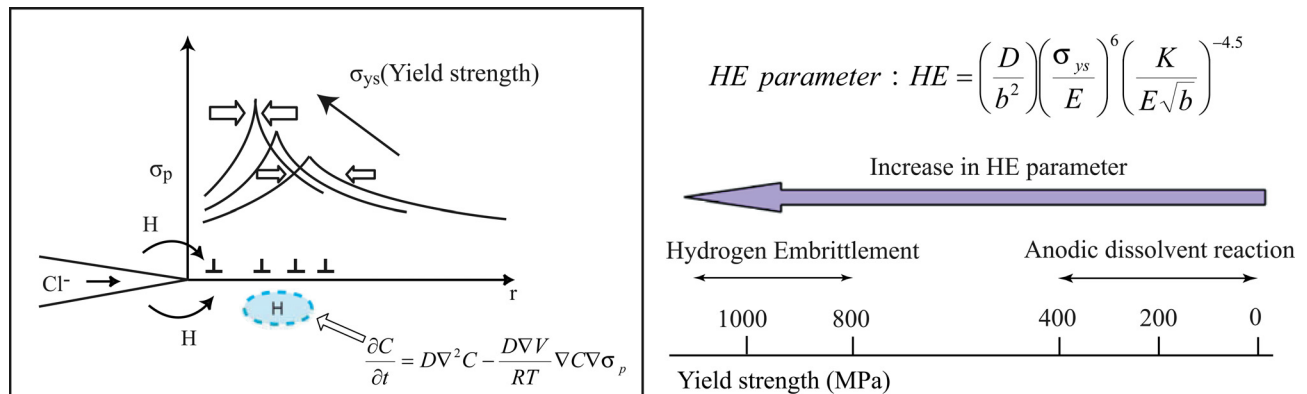 σys(Yield strength)
σp
H
Cl-
H
H
r
∂C/∂t = D∇²C − (D∇V/RT)∇C∇σp
HE parameter : HE = (D/b²)(σys/E)⁶(K/E√b)⁻⁴·⁵
Increase in HE parameter
Hydrogen Embrittlement
Anodic dissolvent reaction
1000 800 400 200 0
Yield strength (MPa)